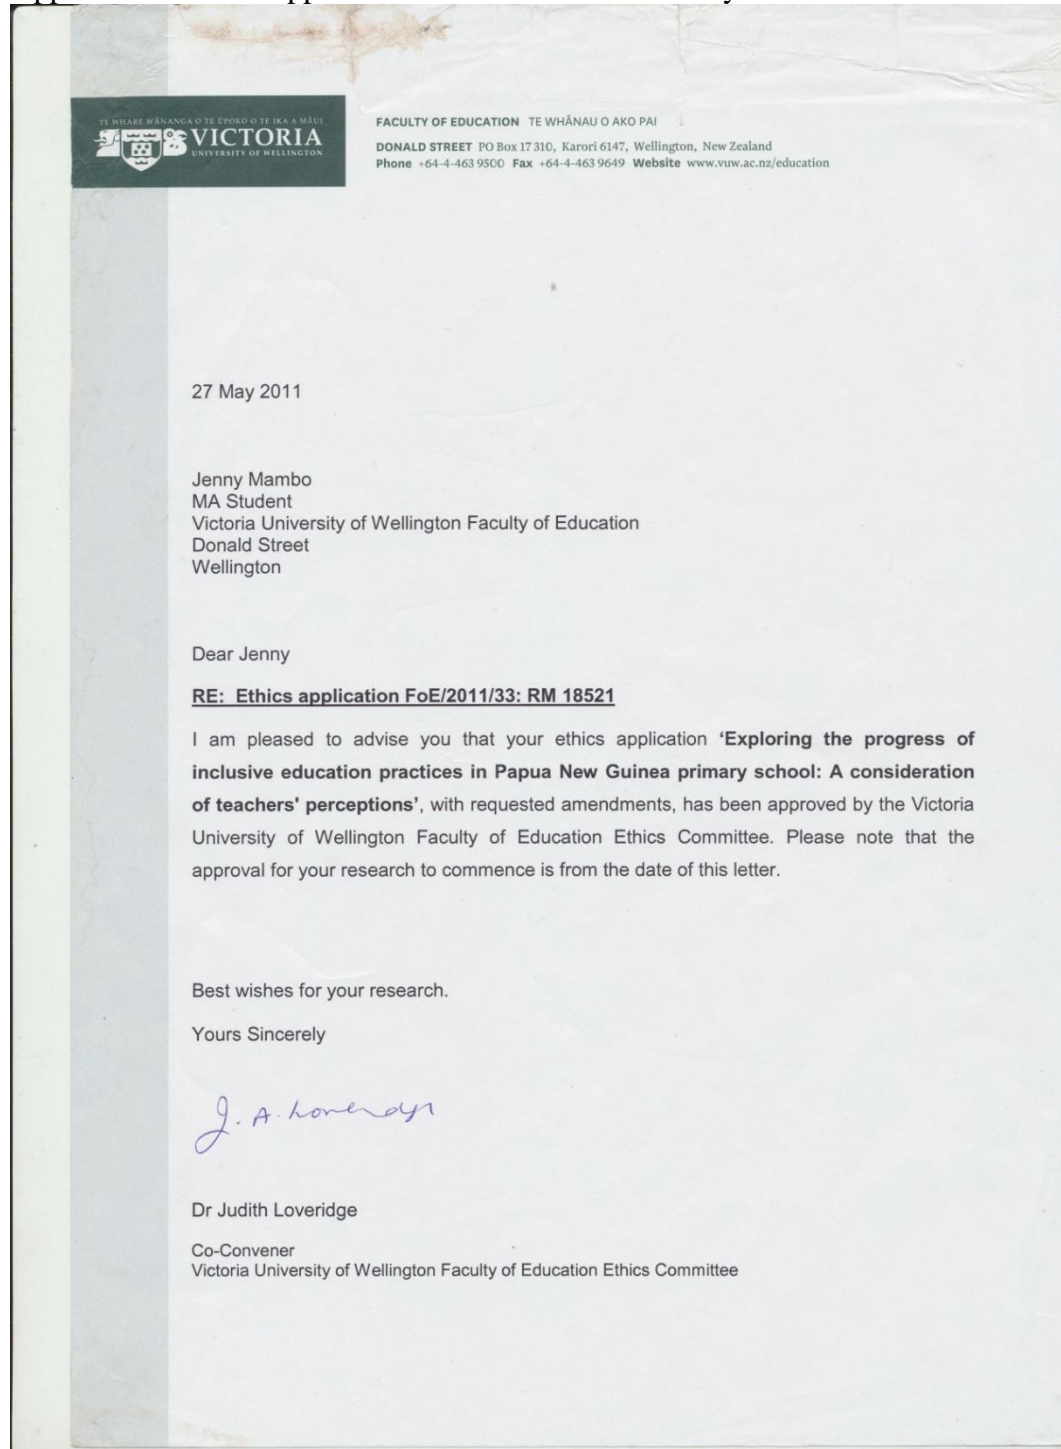 TE WHARE WĀNANGA O TE ŪPOKO O TE IKA A MĀUI
VICTORIA
UNIVERSITY OF WELLINGTON
FACULTY OF EDUCATION TE WHĀNAU O AKO PAI
DONALD STREET PO Box 17 310, Karori 6147, Wellington, New Zealand
Phone +64-4-463 9500 Fax +64-4-463 9649 Website www.vuw.ac.nz/education
27 May 2011
Jenny Mambo
MA Student
Victoria University of Wellington Faculty of Education
Donald Street
Wellington
Dear Jenny
RE: Ethics application FoE/2011/33: RM 18521
I am pleased to advise you that your ethics application ‘Exploring the progress of
inclusive education practices in Papua New Guinea primary school: A consideration
of teachers' perceptions’, with requested amendments, has been approved by the Victoria
University of Wellington Faculty of Education Ethics Committee. Please note that the
approval for your research to commence is from the date of this letter.
Best wishes for your research.
Yours Sincerely
J. A. Loveridge
Dr Judith Loveridge
Co-Convener
Victoria University of Wellington Faculty of Education Ethics Committee